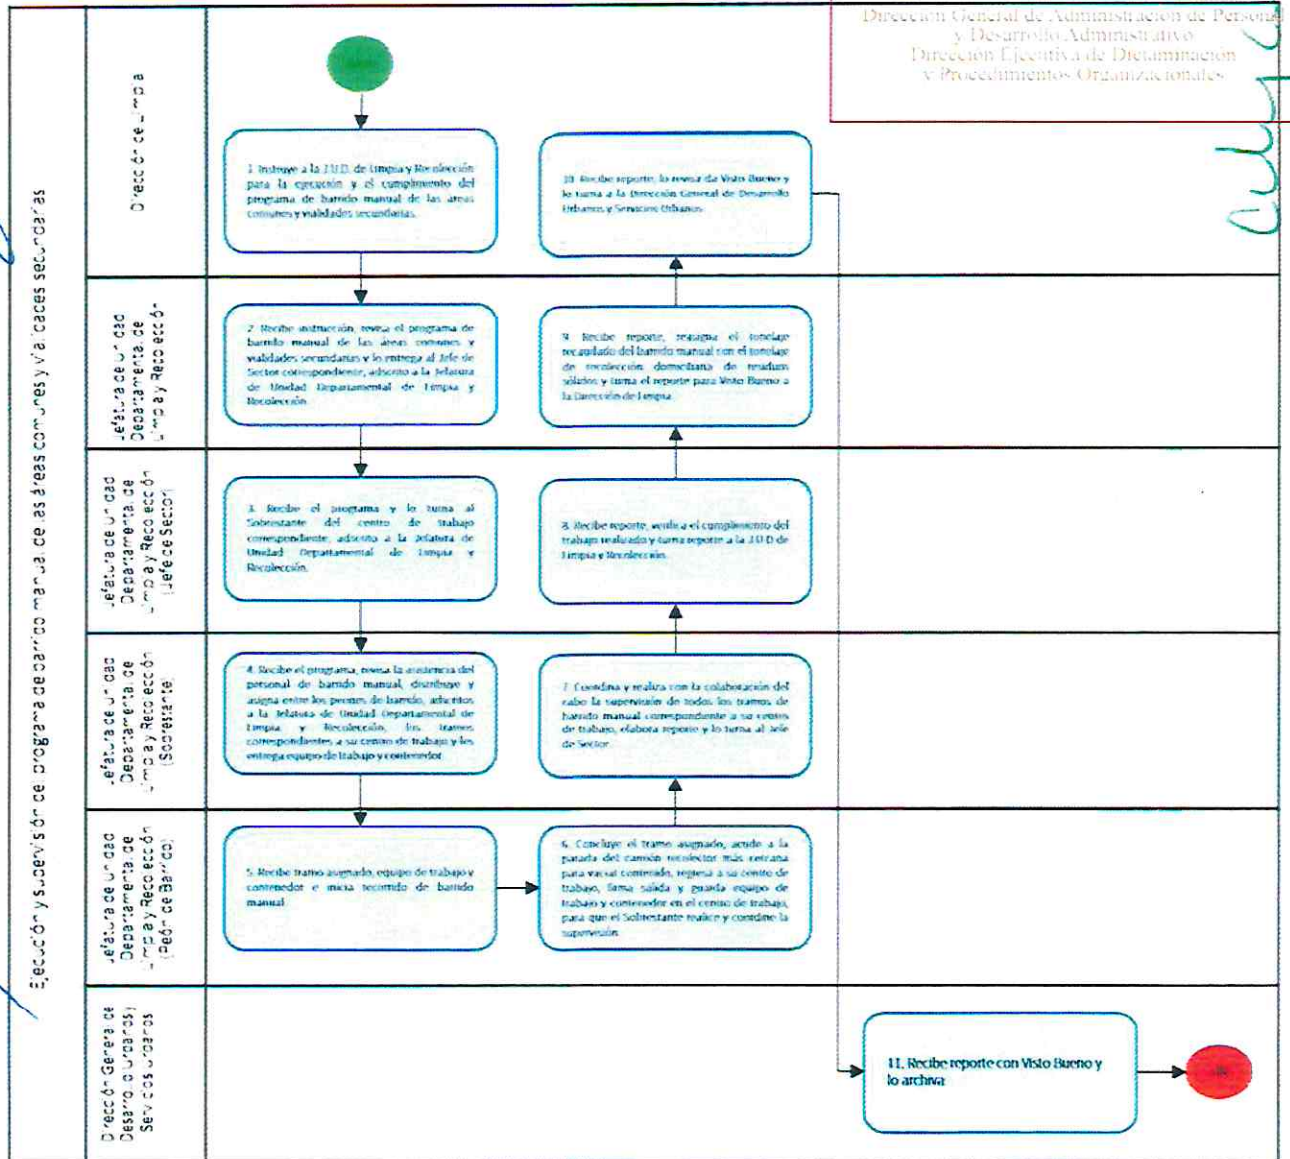 Dirección General de Administración de Personal
y Desarrollo Administrativo
Dirección Ejecutiva de Dictaminación
y Procedimientos Organizacionales
Ejecución y supervisión del programa de barrido manual de las áreas comunes y vialidades secundarias
Dirección de Limpia
1. Instruye a la J.U.D. de Limpia y Recolección
para la ejecución y el cumplimento del
programa de barrido manual de las áreas
comunes y vialidades secundarias.
10. Recibe reporte, lo revisa da Visto Bueno y
lo turna a la Dirección General de Desarrollo
Urbanos y Servicios Urbanos.
Jefatura de Unidad
Departamental de
Limpia y Recolección
2. Recibe instrucción, revisa el programa de
barrido manual de las áreas comunes y
vialidades secundarias y lo entrega al Jefe de
Sector correspondiente, adscrito a la Jefatura
de Unidad Departamental de Limpia y
Recolección.
9. Recibe reporte, reasigna el tonelaje
recaudado del barrido manual con el tonelaje
de recolección domiciliaria de residuos
sólidos y turna el reporte para Visto Bueno a
la Dirección de Limpia.
Jefatura de Unidad
Departamental de
Limpia y Recolección
(Jefe de Sector)
3. Recibe el programa y lo turna al
Sobrestante del centro de trabajo
correspondiente, adscrito a la Jefatura de
Unidad Departamental de Limpia y
Recolección.
8. Recibe reporte, verifica el cumplimiento del
trabajo realizado y turna reporte a la J.U.D de
Limpia y Recolección.
Jefatura de Unidad
Departamental de
Limpia y Recolección
(Sobrestante)
4. Recibe el programa, revisa la asistencia del
personal de barrido manual, distribuye y
asigna entre los peones de barrido, adscritos
a la Jefatura de Unidad Departamental de
Limpia y Recolección, los tramos
correspondientes a su centro de trabajo y les
entrega equipo de trabajo y contenedor.
7. Coordina y realiza con la colaboración del
cabo la supervisión de todos los tramos de
barrido manual correspondiente a su centro
de trabajo, elabora reporte y lo turna al Jefe
de Sector.
Jefatura de Unidad
Departamental de
Limpia y Recolección
(Peón de Barrido)
5. Recibe tramo asignado, equipo de trabajo y
contenedor e inicia recorrido de barrido
manual.
6. Concluye el tramo asignado, acude a la
parada del camión recolector más cercana
para vaciar contenido, regresa a su centro de
trabajo, firma salida y guarda equipo de
trabajo y contenedor en el centro de trabajo,
para que el Sobrestante realice y coordine la
supervisión.
Dirección General de
Desarrollo Urbanos y
Servicios Urbanos
11. Recibe reporte con Visto Bueno y
lo archiva.